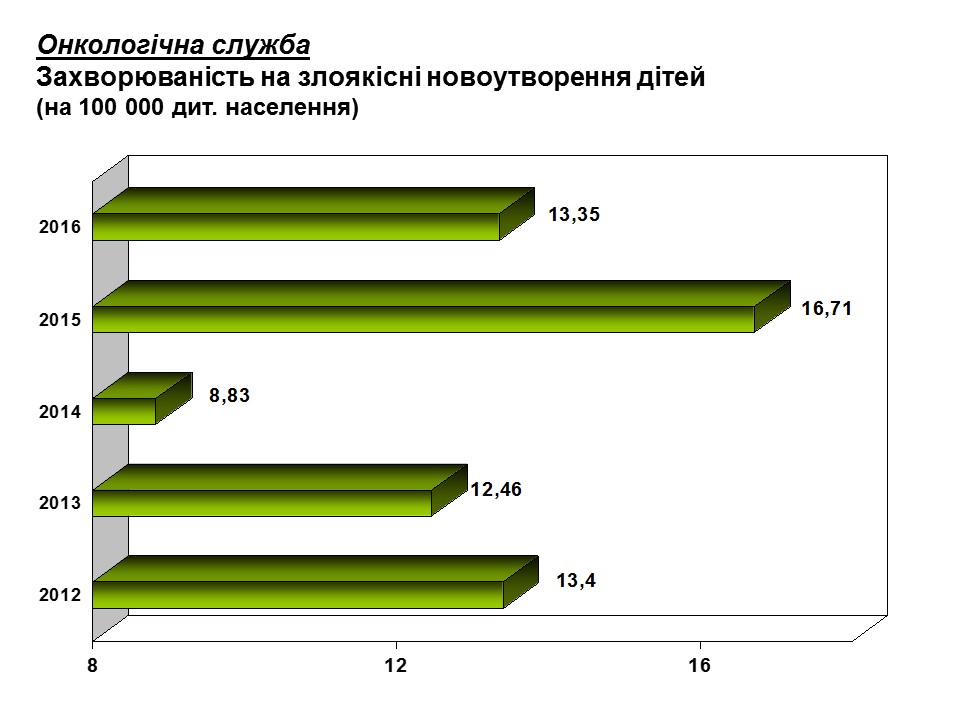 Онкологічна служба
Захворюваність на злоякісні новоутворення дітей
(на 100 000 дит. населення)
2016
13,35
2015
16,71
2014
8,83
2013
12,46
2012
13,4
8 12 16